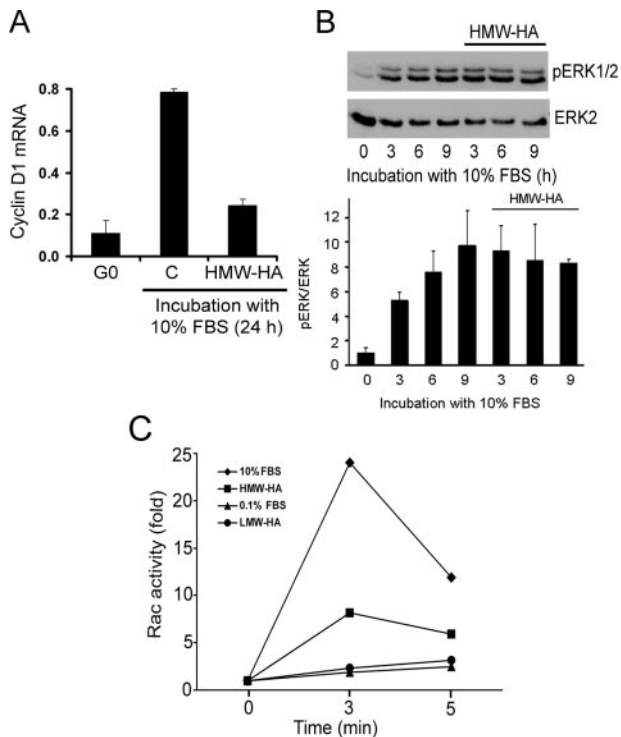 A
Cyclin D1 mRNA
0.8
0.6
0.4
0.2
0.0
G0
C
HMW-HA
Incubation with
10% FBS (24 h)
B
HMW-HA
pERK1/2
ERK2
0 3 6 9 3 6 9
Incubation with 10% FBS (h)
HMW-HA
pERK/ERK
12
10
8
6
4
2
0
0 3 6 9 3 6 9
Incubation with 10% FBS
C
Rac activity (fold)
25
20
15
10
5
0
10%FBS
HMW-HA
0.1% FBS
LMW-HA
0 3 5
Time (min)